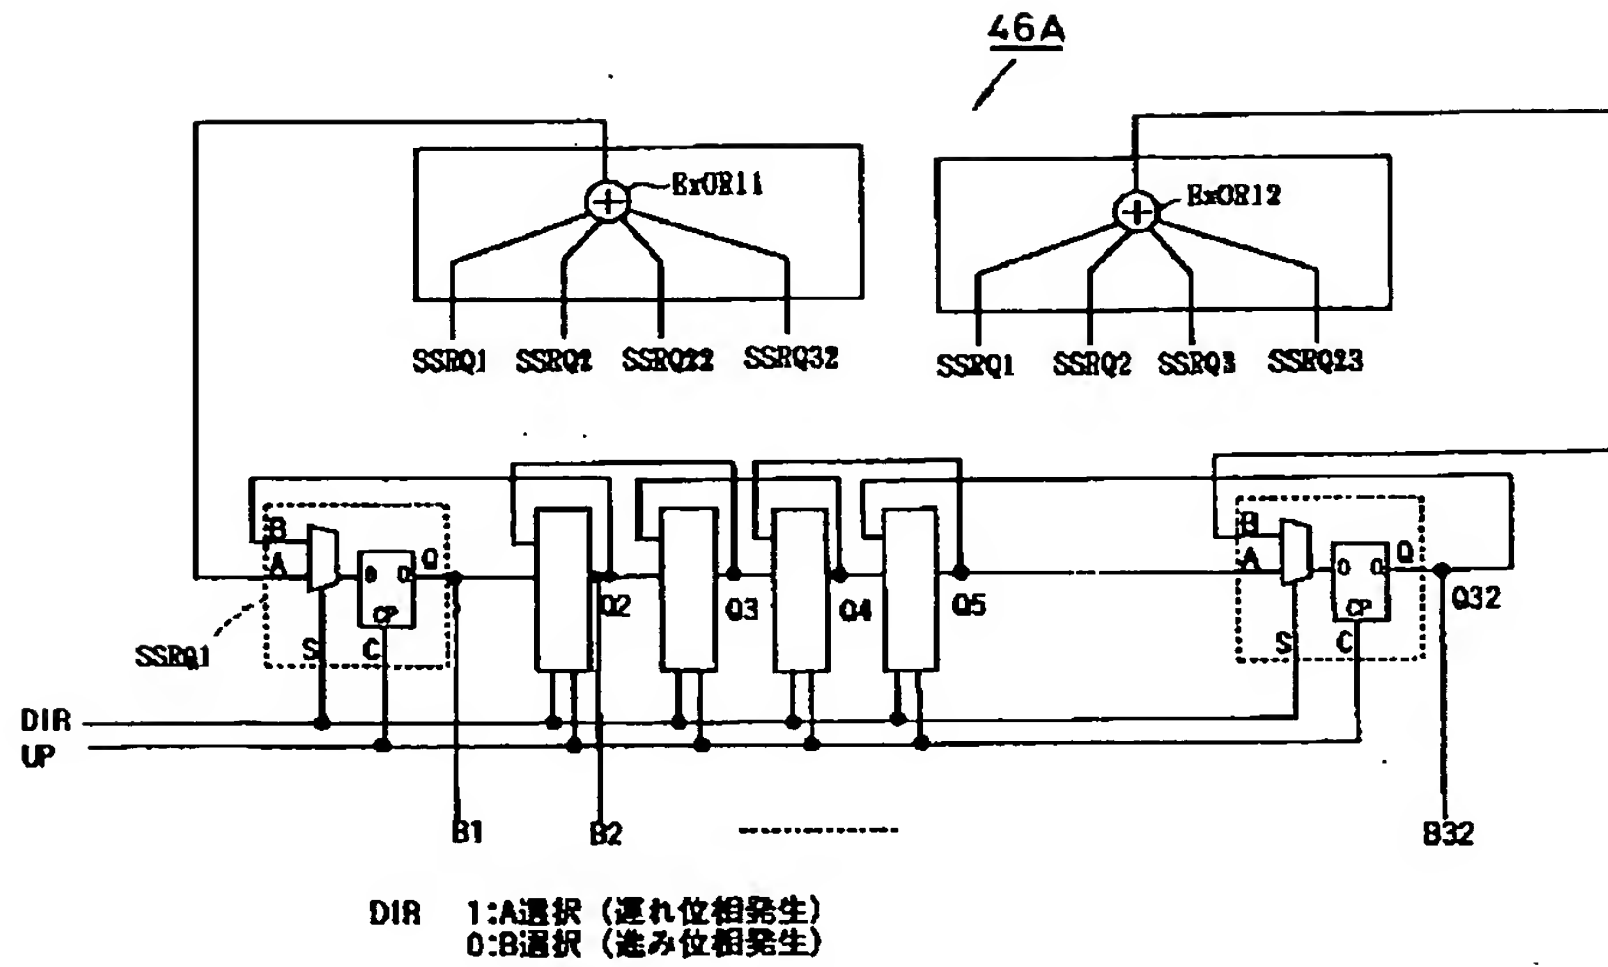 46A
ExOR11
ExOR12
SSRQ1 SSRQ2 SSRQ22 SSRQ32
SSRQ1 SSRQ2 SSRQ3 SSRQ23
B
A
Q
CP
S
C
SSRQ1
Q2
Q3
Q4
Q5
B
A
Q
CP
S
C
Q32
DIR
UP
B1
B2
B32
DIR 1:A選択（遅れ位相発生）
0:B選択（進み位相発生）